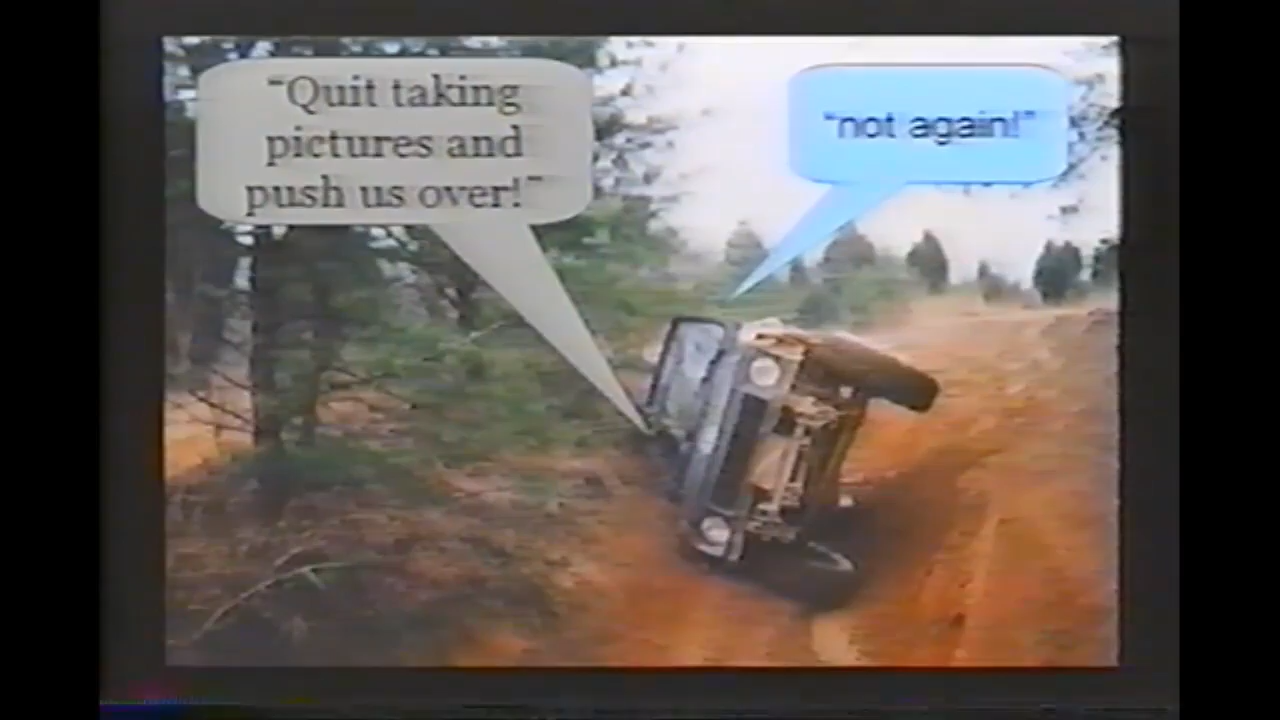 “Quit taking
pictures and
push us over!”
“not again!”